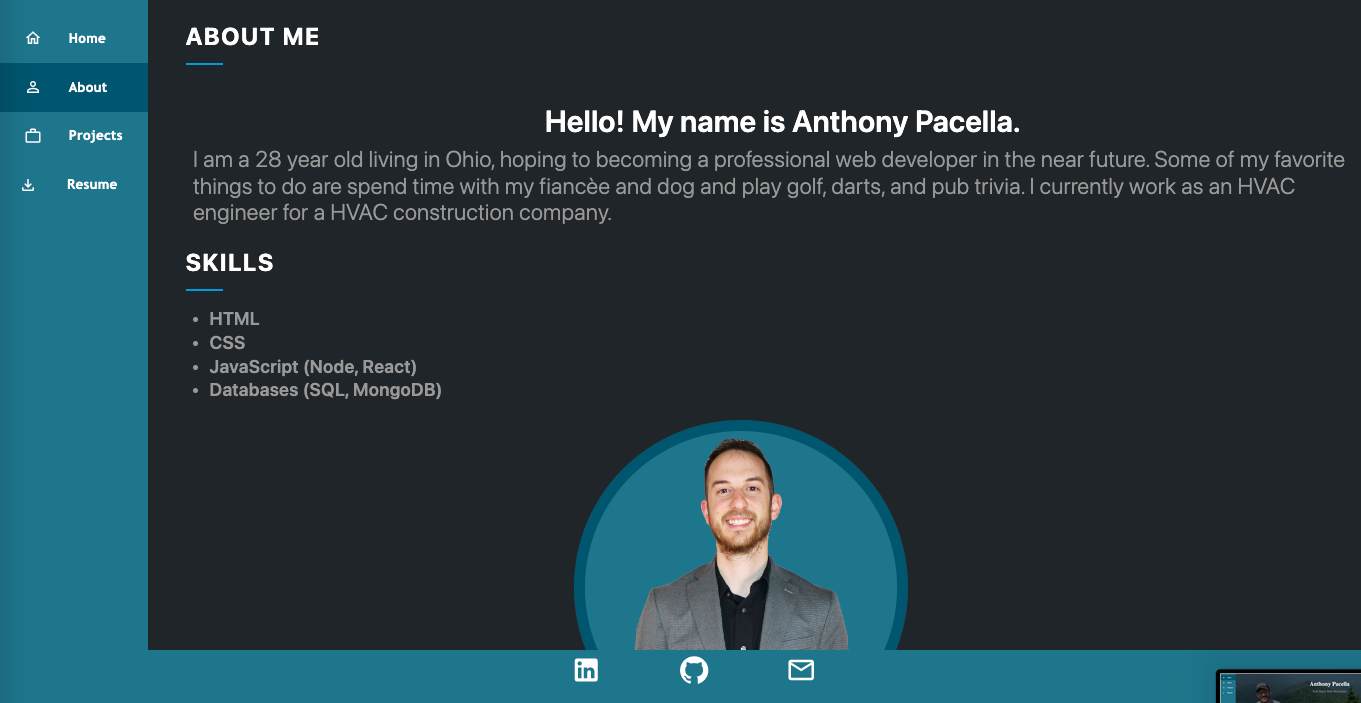 Home
About
Projects
Resume
ABOUT ME
Hello! My name is Anthony Pacella.
I am a 28 year old living in Ohio, hoping to becoming a professional web developer in the near future. Some of my favorite
things to do are spend time with my fiancèe and dog and play golf, darts, and pub trivia. I currently work as an HVAC
engineer for a HVAC construction company.
SKILLS
• HTML
• CSS
• JavaScript (Node, React)
• Databases (SQL, MongoDB)
in
Anthony Pacella